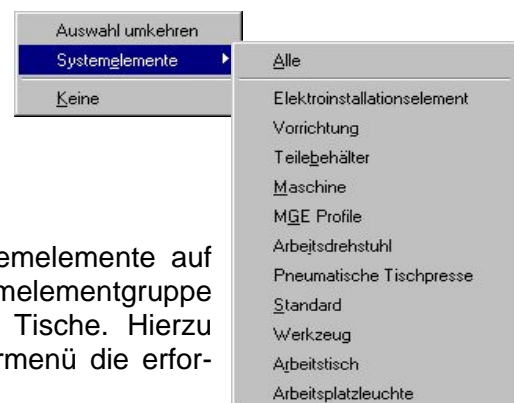 Auswahl umkehren
Systemelemente
Keine
Alle
Elektroinstallationselement
Vorrichtung
Teilebehälter
Maschine
MGE Profile
Arbeitsdrehstuhl
Pneumatische Tischpresse
Standard
Werkzeug
Arbeitstisch
Arbeitsplatzleuchte
emelemente auf
melementgruppe
Tische. Hierzu
rmenü die erfor-